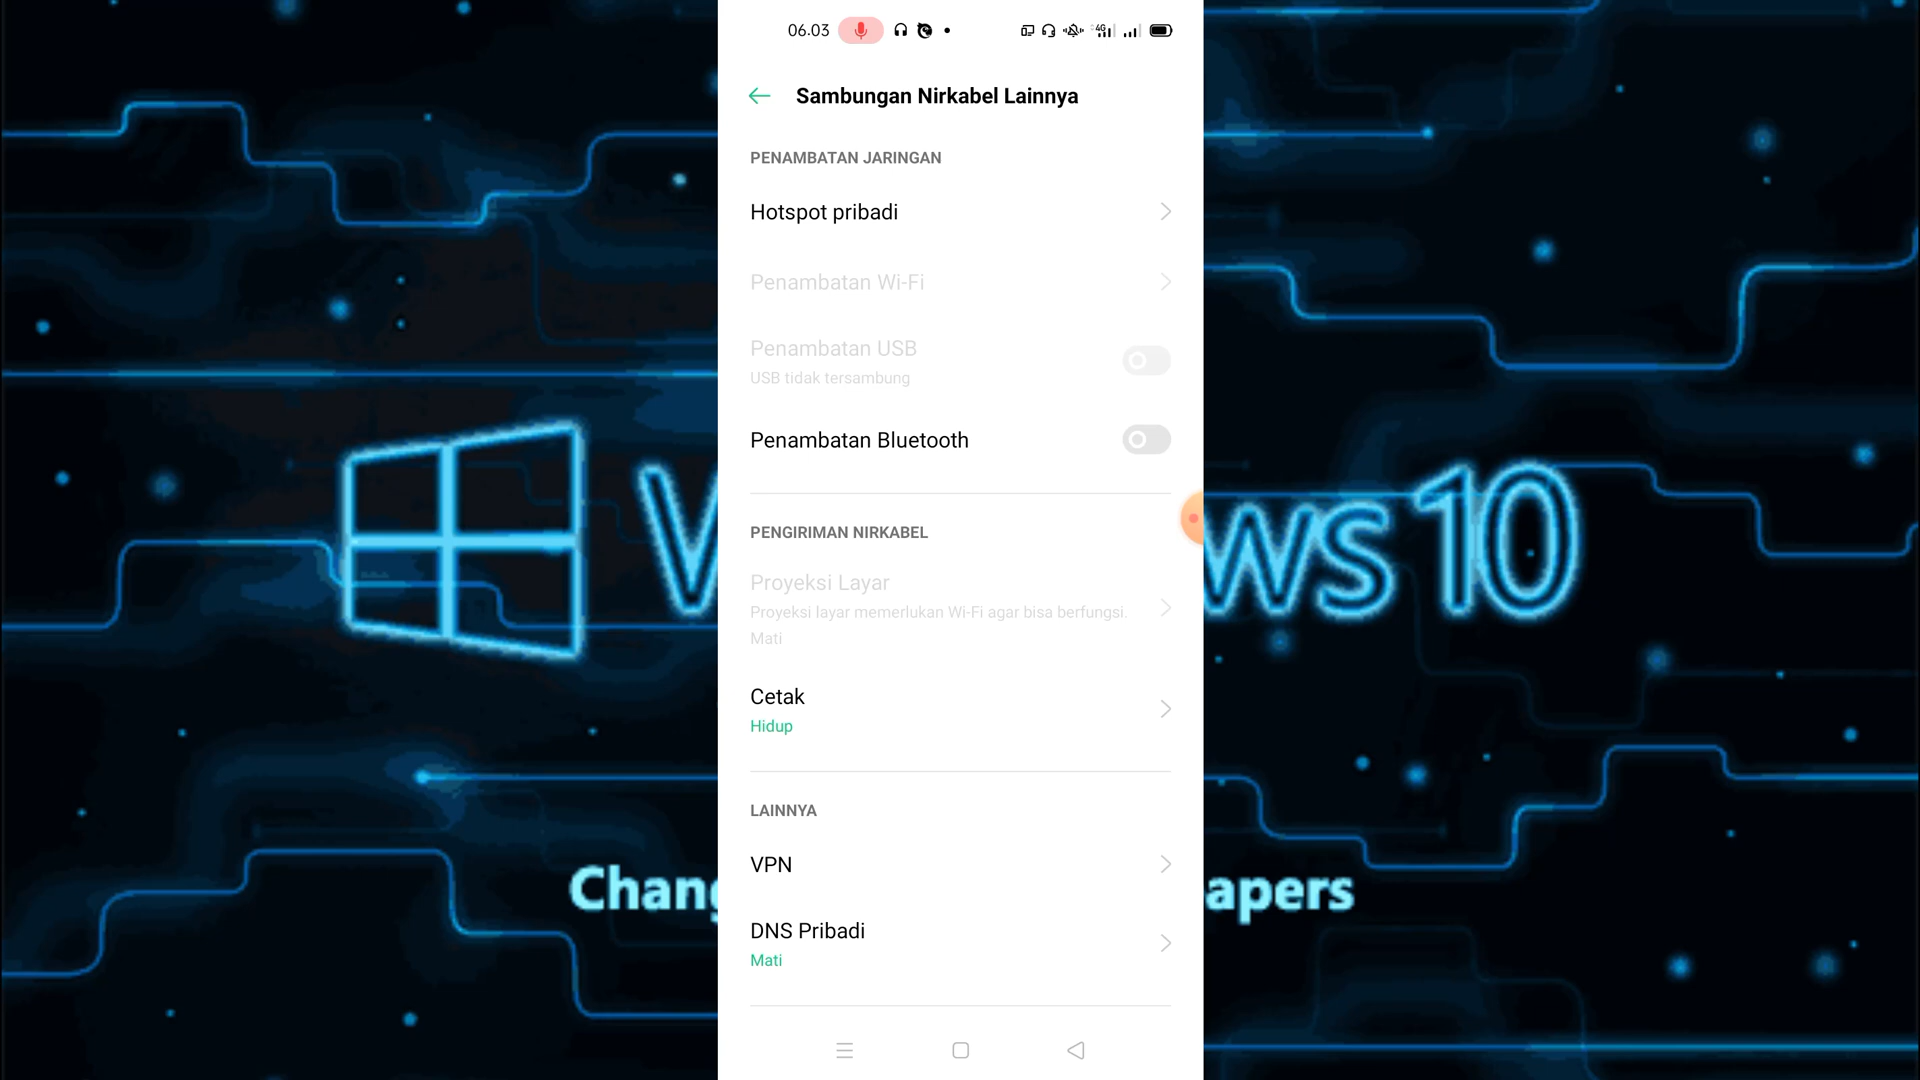 06.03
4G
Sambungan Nirkabel Lainnya
PENAMBATAN JARINGAN
Hotspot pribadi
Penambatan Wi-Fi
Penambatan USB
USB tidak tersambung
Penambatan Bluetooth
PENGIRIMAN NIRKABEL
Proyeksi Layar
Proyeksi layar memerlukan Wi-Fi agar bisa berfungsi.
Mati
Cetak
Hidup
LAINNYA
VPN
DNS Pribadi
Mati
W ws 10
Chang apers